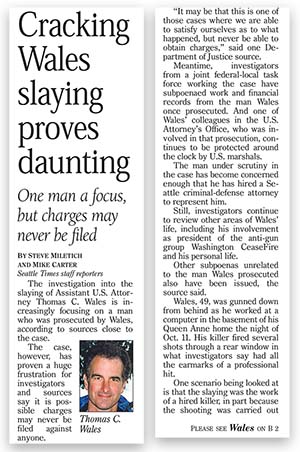 Cracking
Wales
slaying
proves
daunting
One man a focus,
but charges may
never be filed
BY STEVE MILETICH
AND MIKE CARTER
Seattle Times staff reporters
The investigation into the
slaying of Assistant U.S. Attor-
ney Thomas C. Wales is in-
creasingly focusing on a man
who was prosecuted by Wales,
according to sources close to
the case.
The case,
however, has
proven a huge
frustration for
investigators
and sources
say it is pos-
sible charges
may never be
filed against
anyone.
Thomas C.
Wales
"It may be that this is one of
those cases where we are able
to satisfy ourselves as to what
happened, but never be able to
obtain charges," said one De-
partment of Justice source.
Meantime, investigators
from a joint federal-local task
force working the case have
subpoenaed work and financial
records from the man Wales
once prosecuted. And one of
Wales' colleagues in the U.S.
Attorney's Office, who was in-
volved in that prosecution, con-
tinues to be protected around
the clock by U.S. marshals.
The man under scrutiny in
the case has become concerned
enough that he has hired a Se-
attle criminal-defense attorney
to represent him.
Still, investigators continue
to review other areas of Wales'
life, including his involvement
as president of the anti-gun
group Washington CeaseFire
and his personal life.
Other subpoenas unrelated
to the man Wales prosecuted
also have been issued, the
source said.
Wales, 49, was gunned down
from behind as he worked at a
computer in the basement of his
Queen Anne home the night of
Oct. 11. His killer fired several
shots through a rear window in
what investigators say had all
the earmarks of a professional
hit.
One scenario being looked at
is that the slaying was the work
of a hired killer, in part because
the shooting was carried out
PLEASE SEE Wales ON B 2